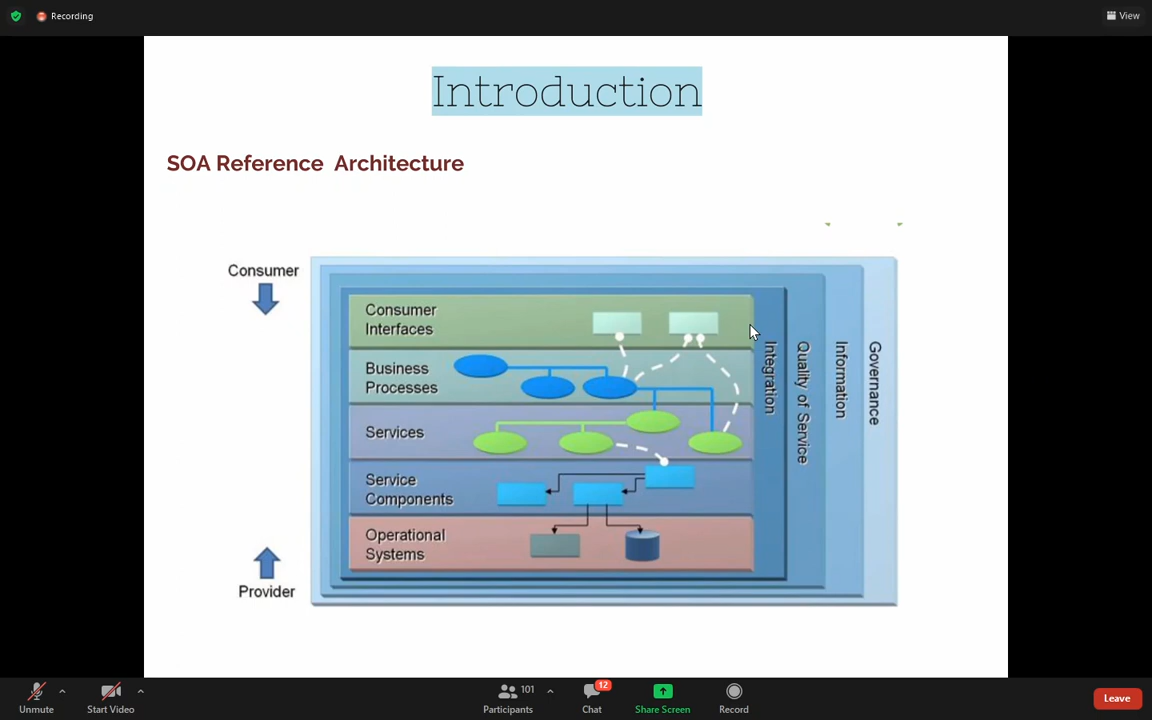 Recording
View
Introduction
SOA Reference Architecture
Consumer
Consumer
Interfaces
Business
Processes
Services
Service
Components
Operational
Systems
Integration
Quality of Service
Information
Governance
Provider
Unmute
Start Video
101
Participants
12
Chat
Share Screen
Record
Leave